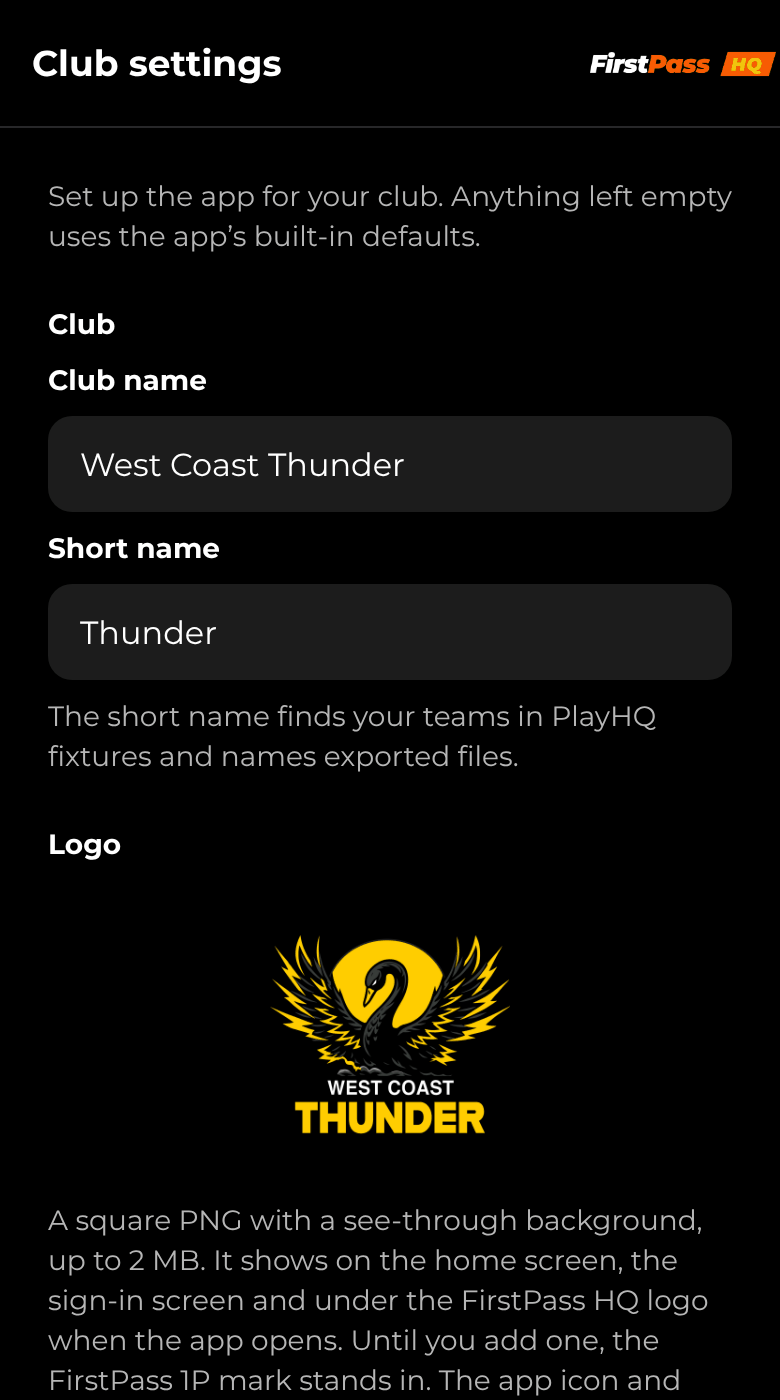 Club settings
FirstPass HQ
Set up the app for your club. Anything left empty
uses the app’s built-in defaults.
Club
Club name
West Coast Thunder
Short name
Thunder
The short name finds your teams in PlayHQ
fixtures and names exported files.
Logo
WEST COAST
THUNDER
A square PNG with a see-through background,
up to 2 MB. It shows on the home screen, the
sign-in screen and under the FirstPass HQ logo
when the app opens. Until you add one, the
FirstPass 1P mark stands in. The app icon and